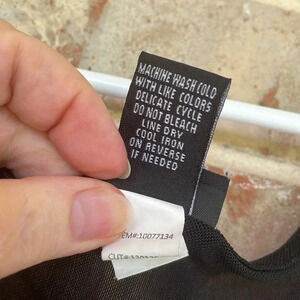 MACHINE WASH COLD
WITH LIKE COLORS
DELICATE CYCLE
DO NOT BLEACH
LINE DRY
COOL IRON
ON REVERSE
IF NEEDED
EM#:10077134
CUT#: